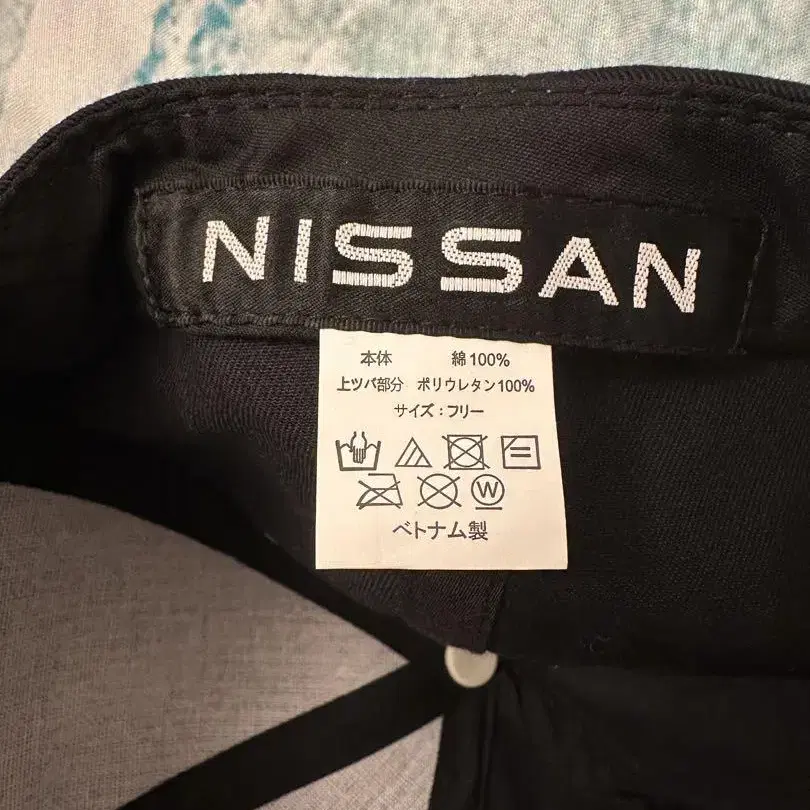 NISSAN
本体 綿100%
上ツバ部分 ポリウレタン100%
サイズ：フリー
W
ベトナム製